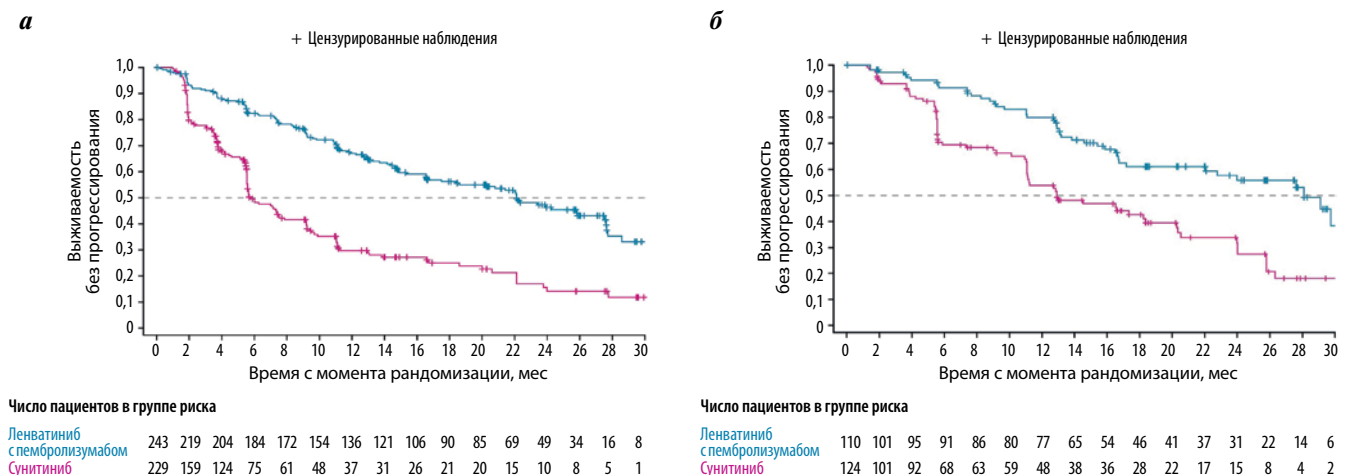 а
+ Цензурированные наблюдения
Выживаемость
без прогрессирования
1,0
0,9
0,8
0,7
0,6
0,5
0,4
0,3
0,2
0,1
0
0 2 4 6 8 10 12 14 16 18 20 22 24 26 28 30
Время с момента рандомизации, мес
Число пациентов в группе риска
Ленватиниб
с пембролизумабом 243 219 204 184 172 154 136 121 106 90 85 69 49 34 16 8
Сунитиниб 229 159 124 75 61 48 37 31 26 21 20 15 10 8 5 1
б
+ Цензурированные наблюдения
Выживаемость
без прогрессирования
1,0
0,9
0,8
0,7
0,6
0,5
0,4
0,3
0,2
0,1
0
0 2 4 6 8 10 12 14 16 18 20 22 24 26 28 30
Время с момента рандомизации, мес
Число пациентов в группе риска
Ленватиниб
с пембролизумабом 110 101 95 91 86 80 77 65 54 46 41 37 31 22 14 6
Сунитиниб 124 101 92 68 63 59 48 38 36 28 22 17 15 8 4 2